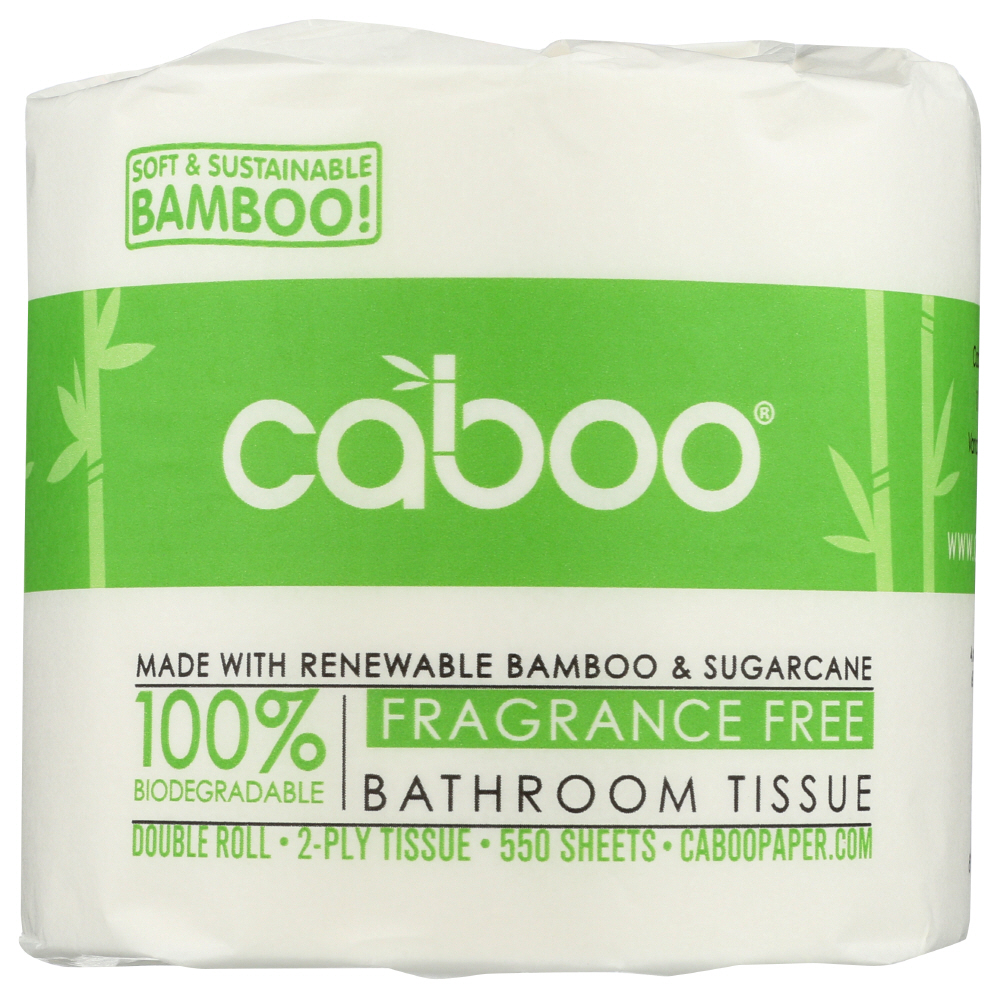 SOFT & SUSTAINABLE
BAMBOO!
caboo®
www.
MADE WITH RENEWABLE BAMBOO & SUGARCANE
100%
BIODEGRADABLE
FRAGRANCE FREE
BATHROOM TISSUE
DOUBLE ROLL • 2-PLY TISSUE • 550 SHEETS • CABOOPAPER.COM